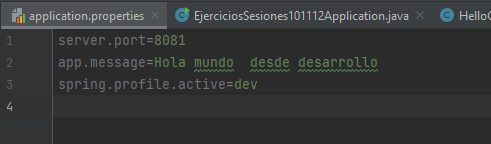 application.properties EjerciciosSesiones101112Application.java Hello
1 server.port=8081
2 app.message=Hola mundo  desde desarrollo
3 spring.profile.active=dev
4